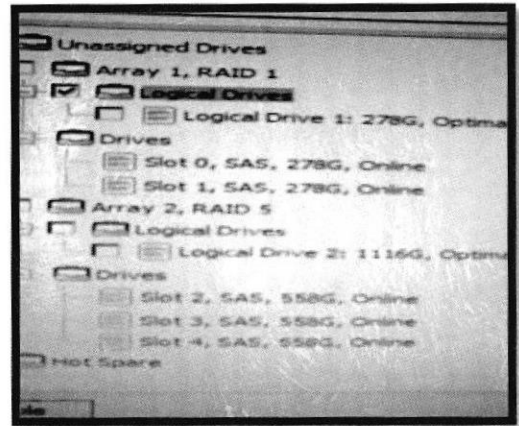 Unassigned Drives
Array 1, RAID 1
Logical Drives
Logical Drive 1: 278G, Optima
Drives
Slot 0, SAS, 278G, Online
Slot 1, SAS, 278G, Online
Array 2, RAID 5
Logical Drives
Logical Drive 2: 1116G, Optima
Drives
Slot 2, SAS, 558G, Online
Slot 3, SAS, 558G, Online
Slot 4, SAS, 558G, Online
Hot Spare